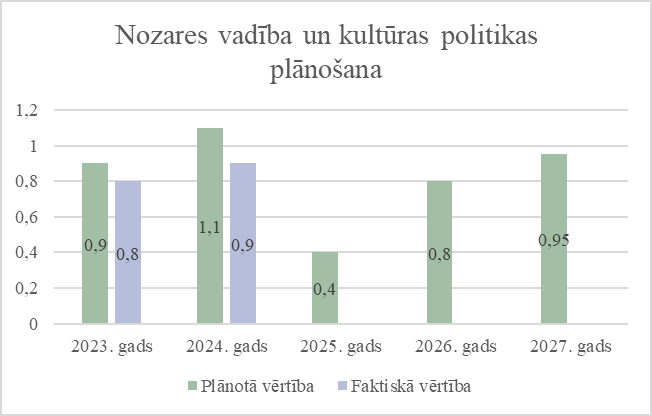 Nozares vadība un kultūras politikas
plānošana
1,2
1
0,8
0,6
0,4
0,2
0
0,9
0,8
1,1
0,9
0,4
0,8
0,95
2023. gads
2024. gads
2025. gads
2026. gads
2027. gads
Plānotā vērtība
Faktiskā vērtība